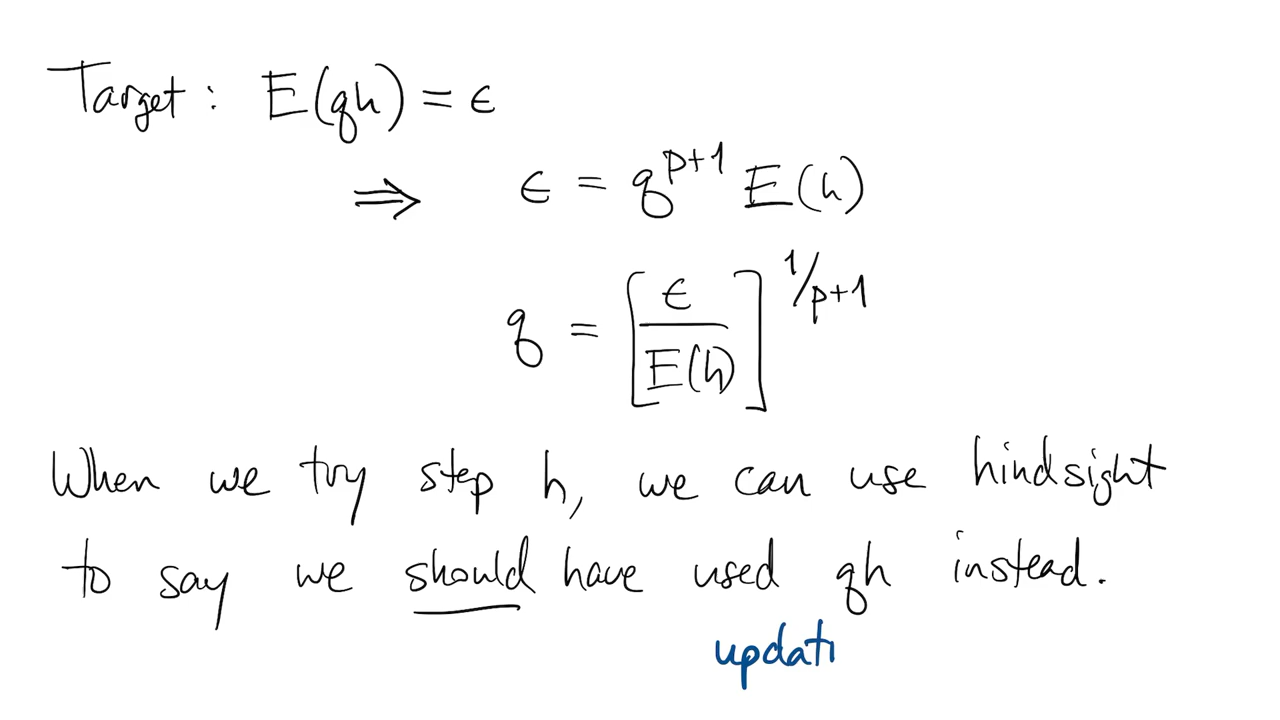 Target: E(qh) = ϵ
⇒ ϵ = q^{p+1} E(h)
q = [ϵ / E(h)]^{1/p+1}
When we try step h, we can use hindsight
to say we should have used qh instead.
updati